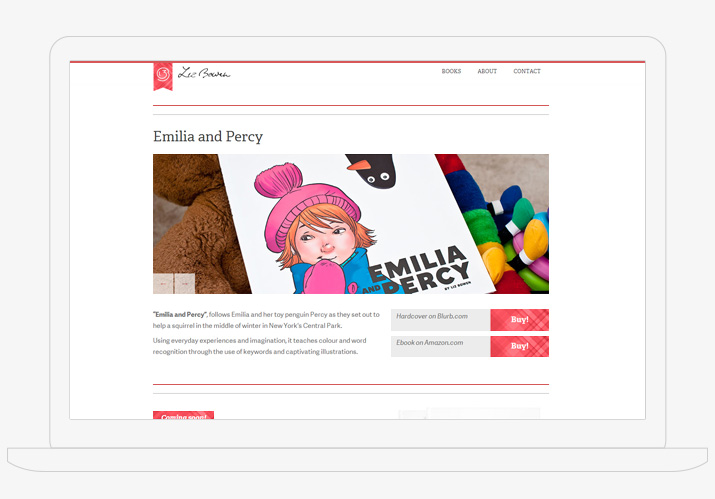 Liz Bowen
BOOKS ABOUT CONTACT
Emilia and Percy
EMILIA
AND PERCY
BY LIZ BOWEN
"Emilia and Percy", follows Emilia and her toy penguin Percy as they set out to
help a squirrel in the middle of winter in New York's Central Park.
Using everyday experiences and imagination, it teaches colour and word
recognition through the use of keywords and captivating illustrations.
Hardcover on Blurb.com Buy!
Ebook on Amazon.com Buy!
Coming soon!